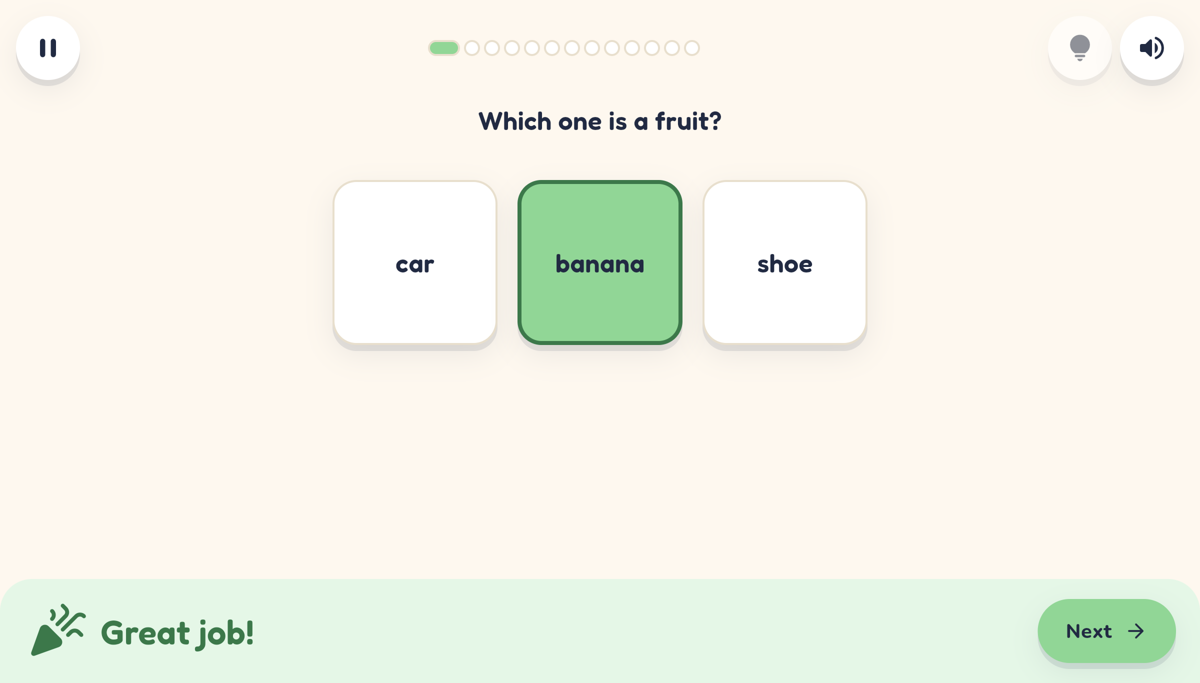 Which one is a fruit?
car
banana
shoe
Great job!
Next